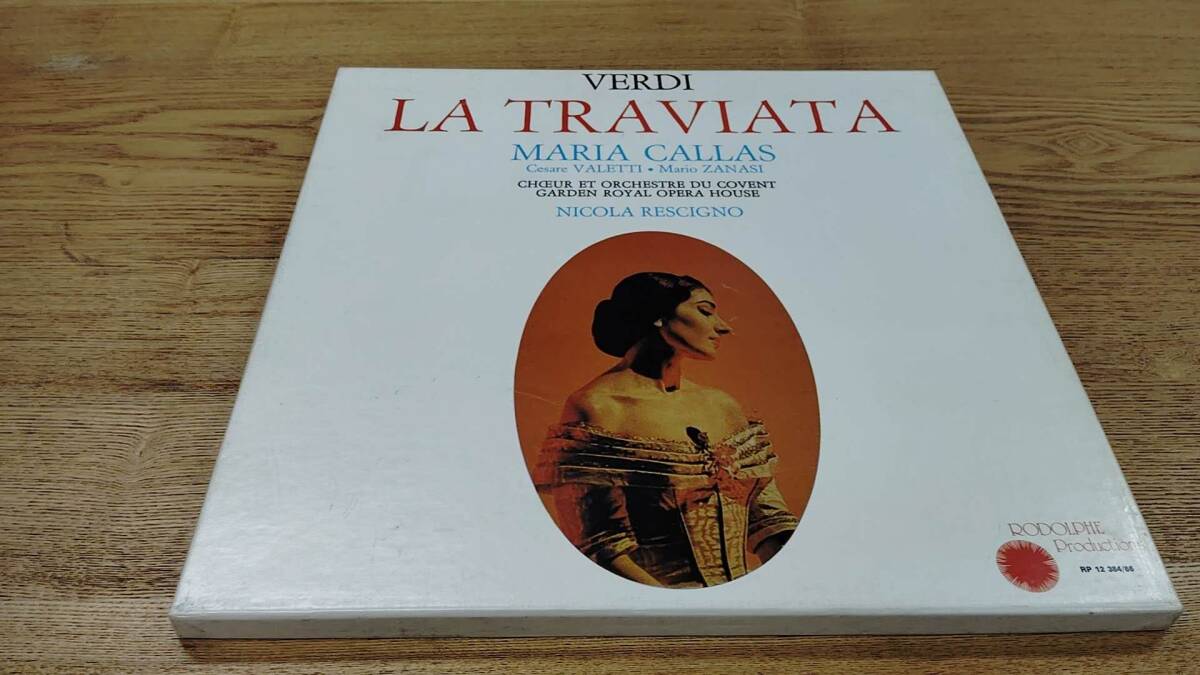 VERDI
LA TRAVIATA
MARIA CALLAS
Cesare VALETTI • Mario ZANASI
CHŒUR ET ORCHESTRE DU COVENT
GARDEN ROYAL OPERA HOUSE
NICOLA RESCIGNO
RODOLPHE
Production
RP 12 384/86